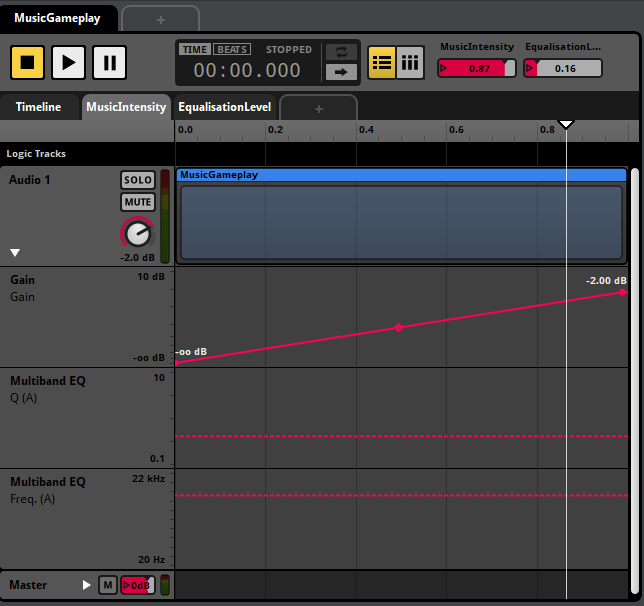 MusicGameplay
+
TIME BEATS STOPPED
00:00.000
MusicIntensity
0.87
EqualisationL...
0.16
Timeline MusicIntensity EqualisationLevel +
0.0 0.2 0.4 0.6 0.8
Logic Tracks
Audio 1
SOLO
MUTE
-2.0 dB
MusicGameplay
Gain
Gain
10 dB
-oo dB
-oo dB
-2.00 dB
Multiband EQ
Q (A)
10
0.1
Multiband EQ
Freq. (A)
22 kHz
20 Hz
Master M 0dB